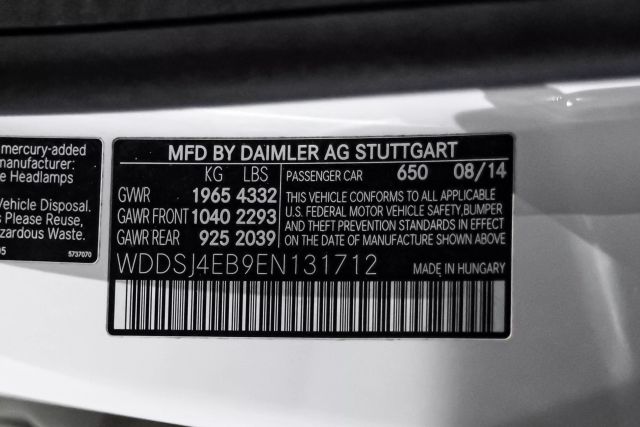 mercury-added
manufacturer:
e Headlamps
Vehicle Disposal.
s Please Reuse,
azardous Waste.
5737070
MFD BY DAIMLER AG STUTTGART
KG LBS
GVWR 1965 4332
GAWR FRONT 1040 2293
GAWR REAR 925 2039
PASSENGER CAR 650 08/14
THIS VEHICLE CONFORMS TO ALL APPLICABLE
U.S. FEDERAL MOTOR VEHICLE SAFETY,BUMPER
AND THEFT PREVENTION STANDARDS IN EFFECT
ON THE DATE OF MANUFACTURE SHOWN ABOVE
WDDSJ4EB9EN131712 MADE IN HUNGARY